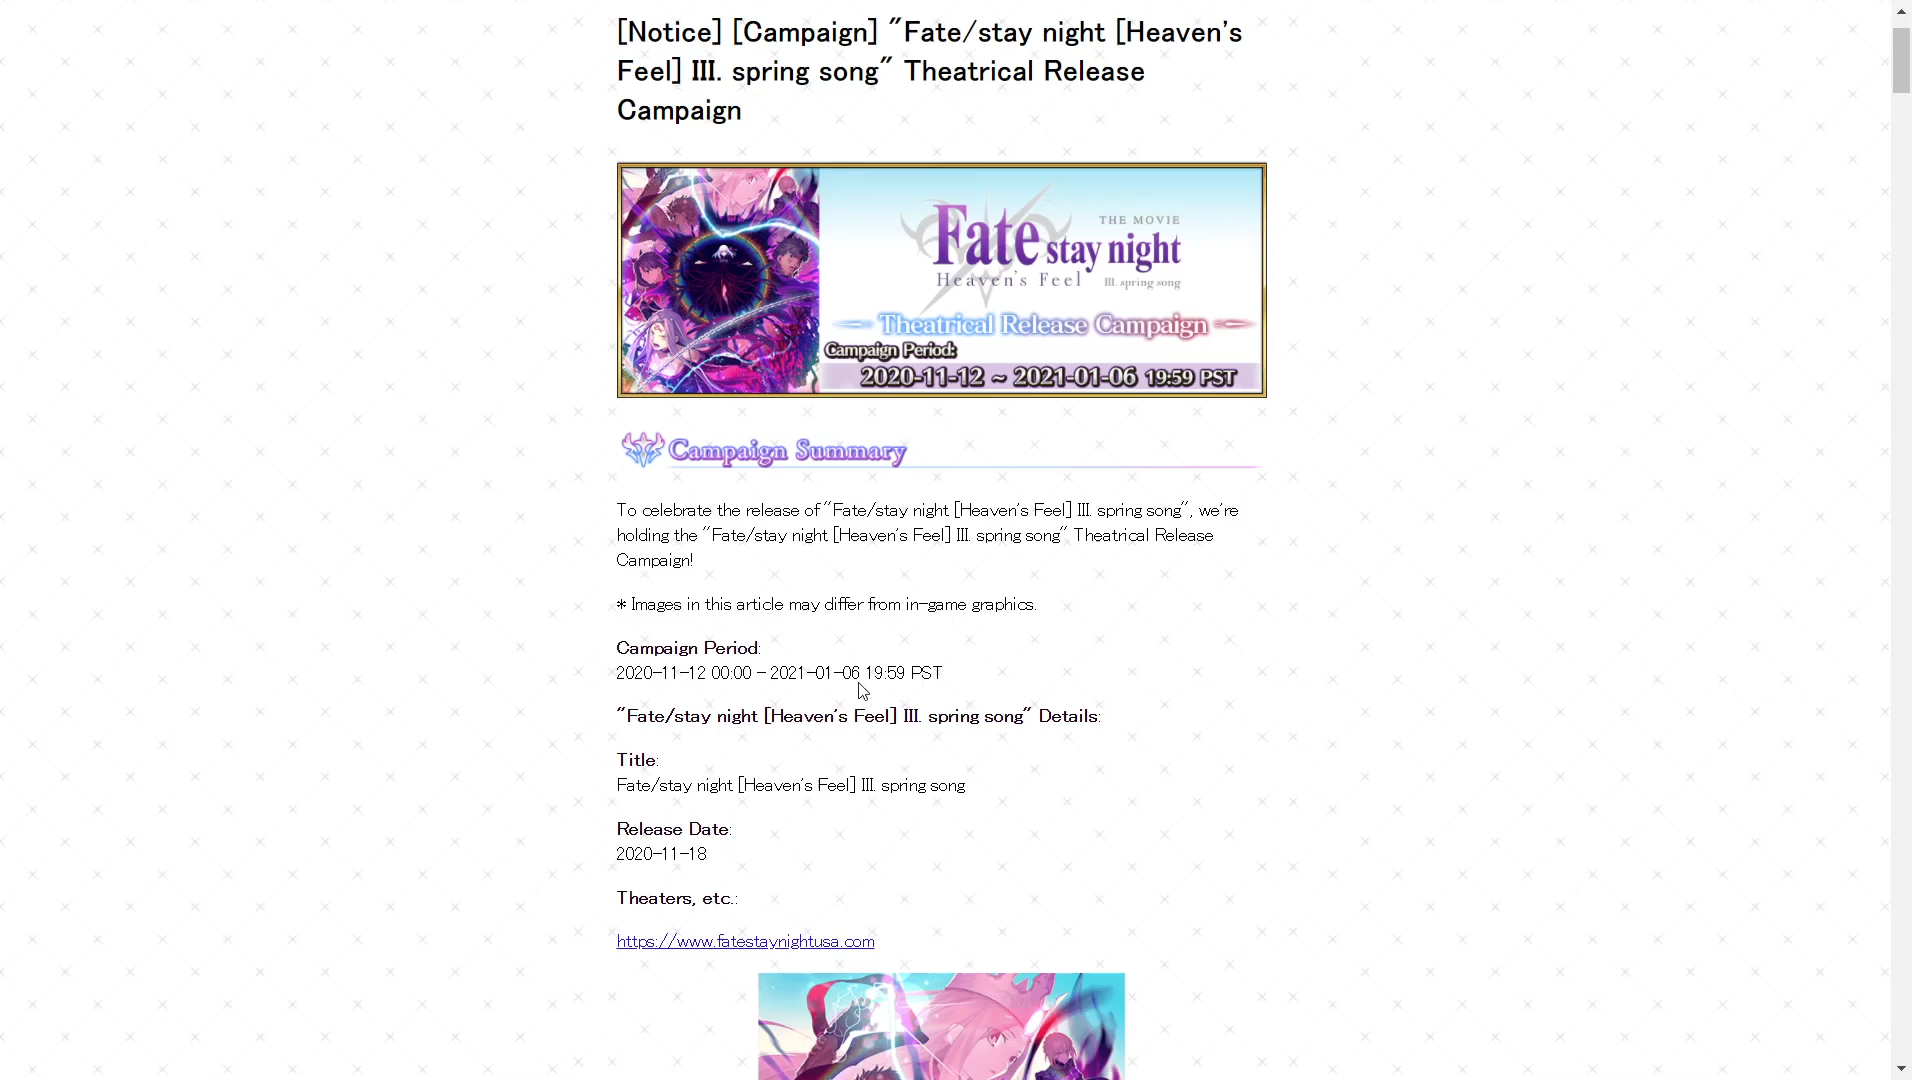 [Notice] [Campaign] "Fate/stay night [Heaven's
Feel] III. spring song" Theatrical Release
Campaign
THE MOVIE
Fate stay night
Heaven's Feel III. spring song
Theatrical Release Campaign
Campaign Period:
2020-11-12 ~ 2021-01-06 19:59 PST
Campaign Summary
To celebrate the release of "Fate/stay night [Heaven's Feel] III. spring song", we're
holding the "Fate/stay night [Heaven's Feel] III. spring song" Theatrical Release
Campaign!
* Images in this article may differ from in-game graphics.
Campaign Period:
2020-11-12 00:00 - 2021-01-06 19:59 PST
"Fate/stay night [Heaven's Feel] III. spring song" Details:
Title:
Fate/stay night [Heaven's Feel] III. spring song
Release Date:
2020-11-18
Theaters, etc.:
https://www.fatestaynightusa.com